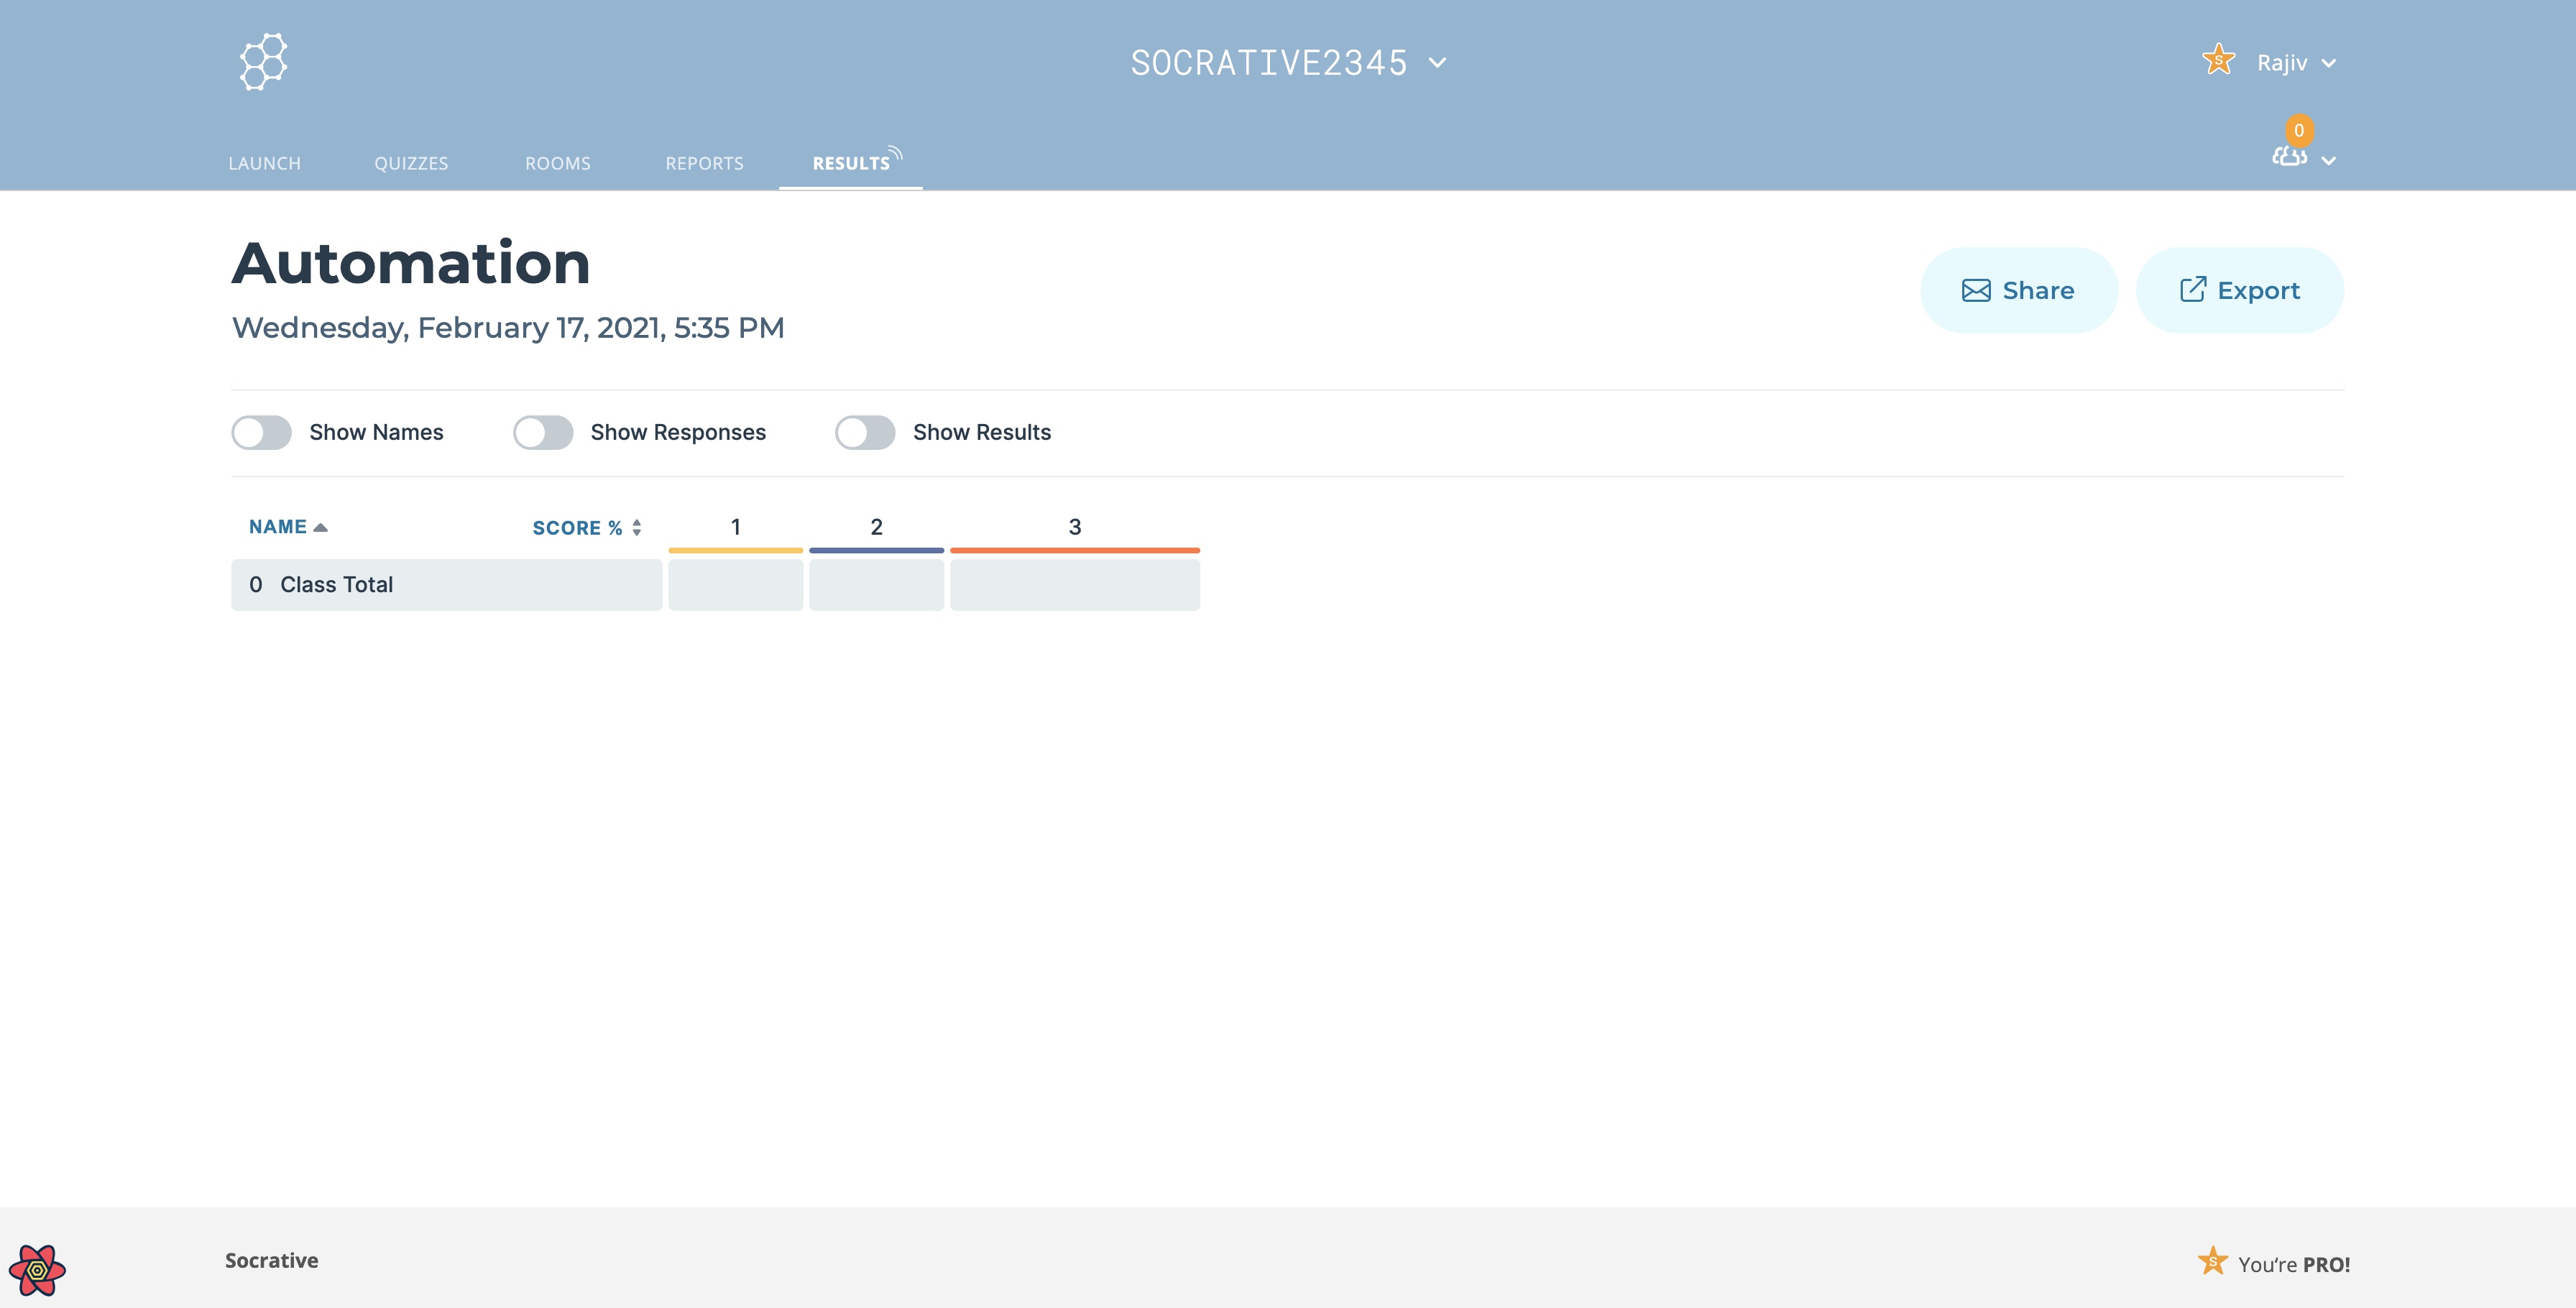 SOCRATIVE2345
Rajiv
0
LAUNCH QUIZZES ROOMS REPORTS RESULTS
Automation
Wednesday, February 17, 2021, 5:35 PM
Share Export
Show Names Show Responses Show Results
NAME SCORE % 1 2 3
0 Class Total
Socrative
You're PRO!